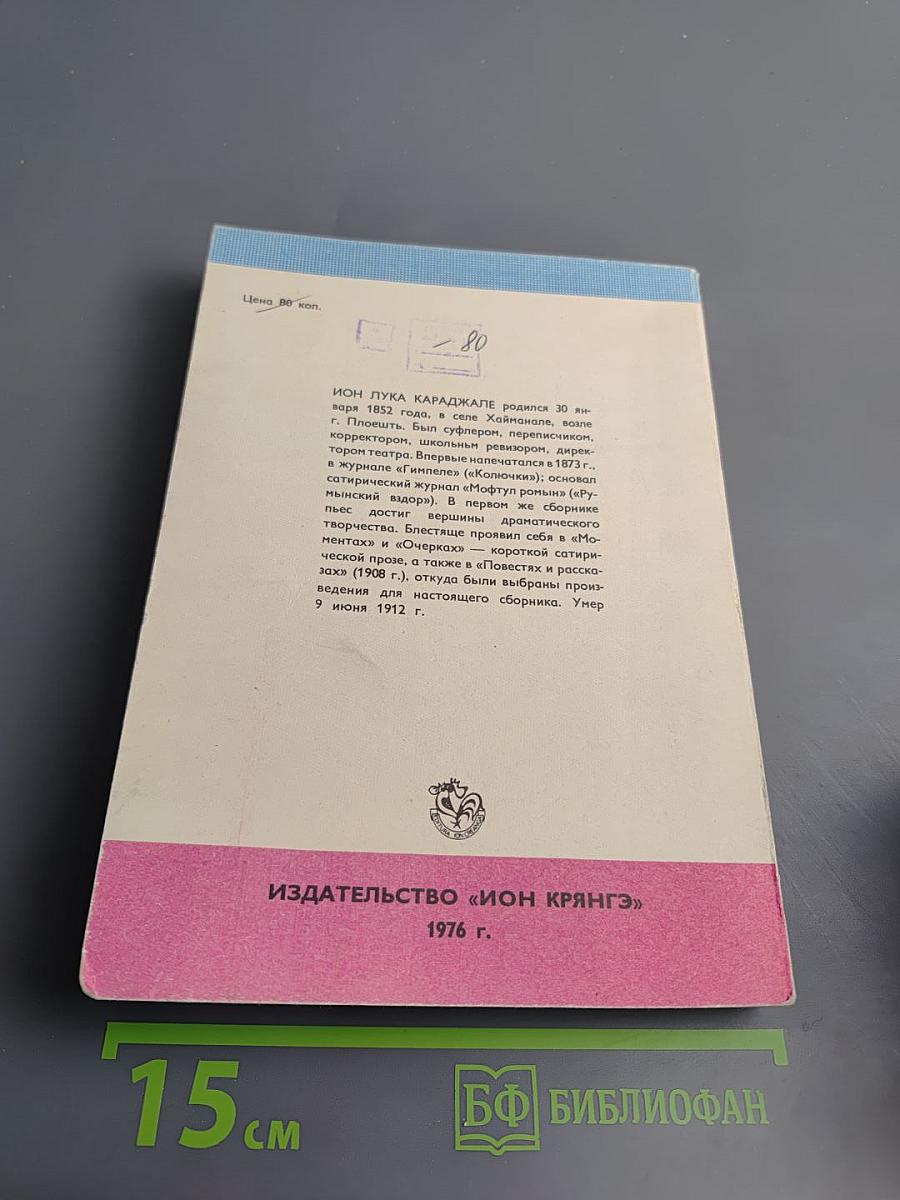 Цена 80 коп.
— 80
ИОН ЛУКА КАРАДЖАЛЕ родился 30 ян-
варя 1852 года, в селе Хайманале, возле
г. Плоешть. Был суфлером, переписчиком,
корректором, школьным ревизором, дирек-
тором театра. Впервые напечатался в 1873 г.,
в журнале «Гимпеле» («Колючки»); основал
сатирический журнал «Мофтул ромын» («Ру-
мынский вздор»). В первом же сборнике
пьес достиг вершины драматического
творчества. Блестяще проявил себя в «Мо-
ментах» и «Очерках» — короткой сатири-
ческой прозе, а также в «Повестях и расска-
зах» (1908 г.), откуда были выбраны произ-
ведения для настоящего сборника. Умер
9 июня 1912 г.
EDITURA ION CREANGĂ
ИЗДАТЕЛЬСТВО «ИОН КРЯНГЭ»
1976 г.
15 см
БФ БИБЛИОФАН